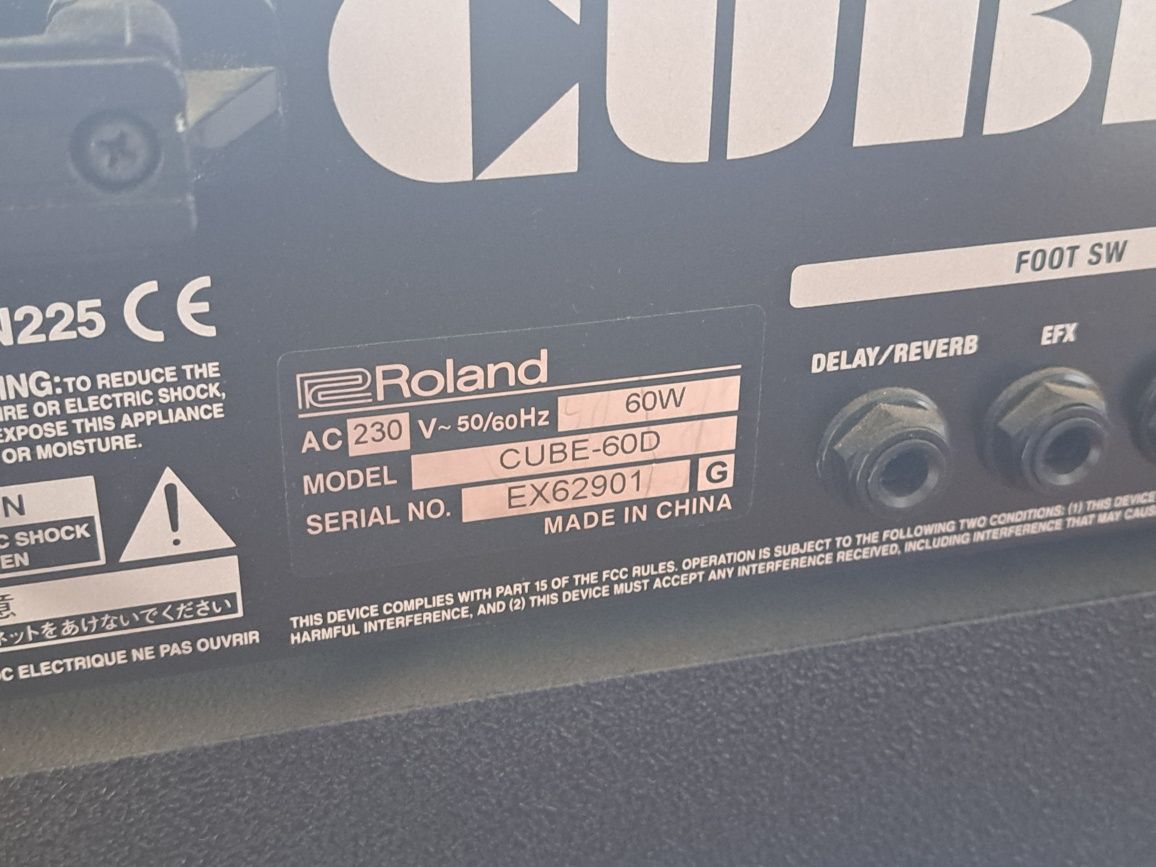 CUBE
N225 CE
FOOT SW
DELAY/REVERB
EFX
Roland
AC 230 V~ 50/60Hz 60W
MODEL CUBE-60D
SERIAL NO. EX62901 G
MADE IN CHINA
ING: TO REDUCE THE
IRE OR ELECTRIC SHOCK,
EXPOSE THIS APPLIANCE
OR MOISTURE.
N
C SHOCK
EN
意
ネットをあけないでください
OC ELECTRIQUE NE PAS OUVRIR
THIS DEVICE COMPLIES WITH PART 15 OF THE FCC RULES. OPERATION IS SUBJECT TO THE FOLLOWING TWO CONDITIONS: (1) THIS DEVICE
HARMFUL INTERFERENCE, AND (2) THIS DEVICE MUST ACCEPT ANY INTERFERENCE RECEIVED, INCLUDING INTERFERENCE THAT MAY CAUS